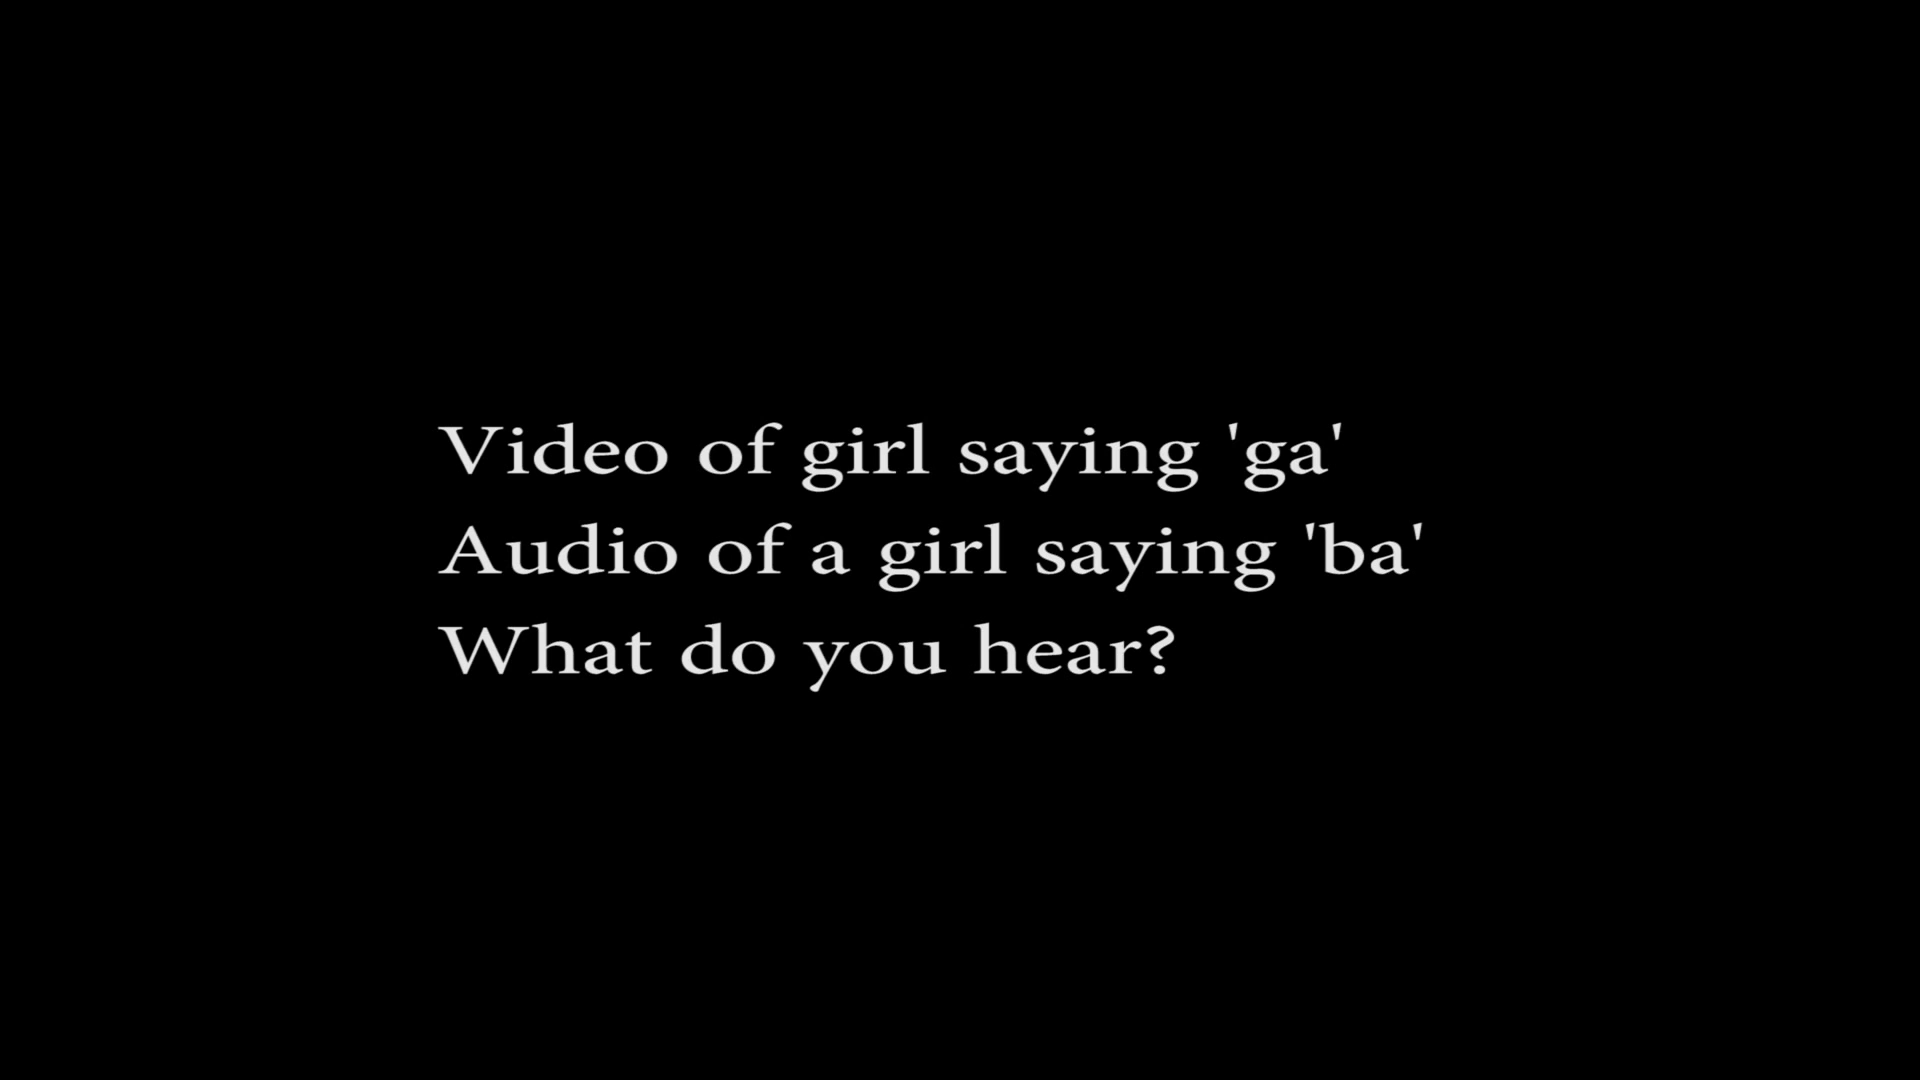 Video of girl saying 'ga'
Audio of a girl saying 'ba'
What do you hear?